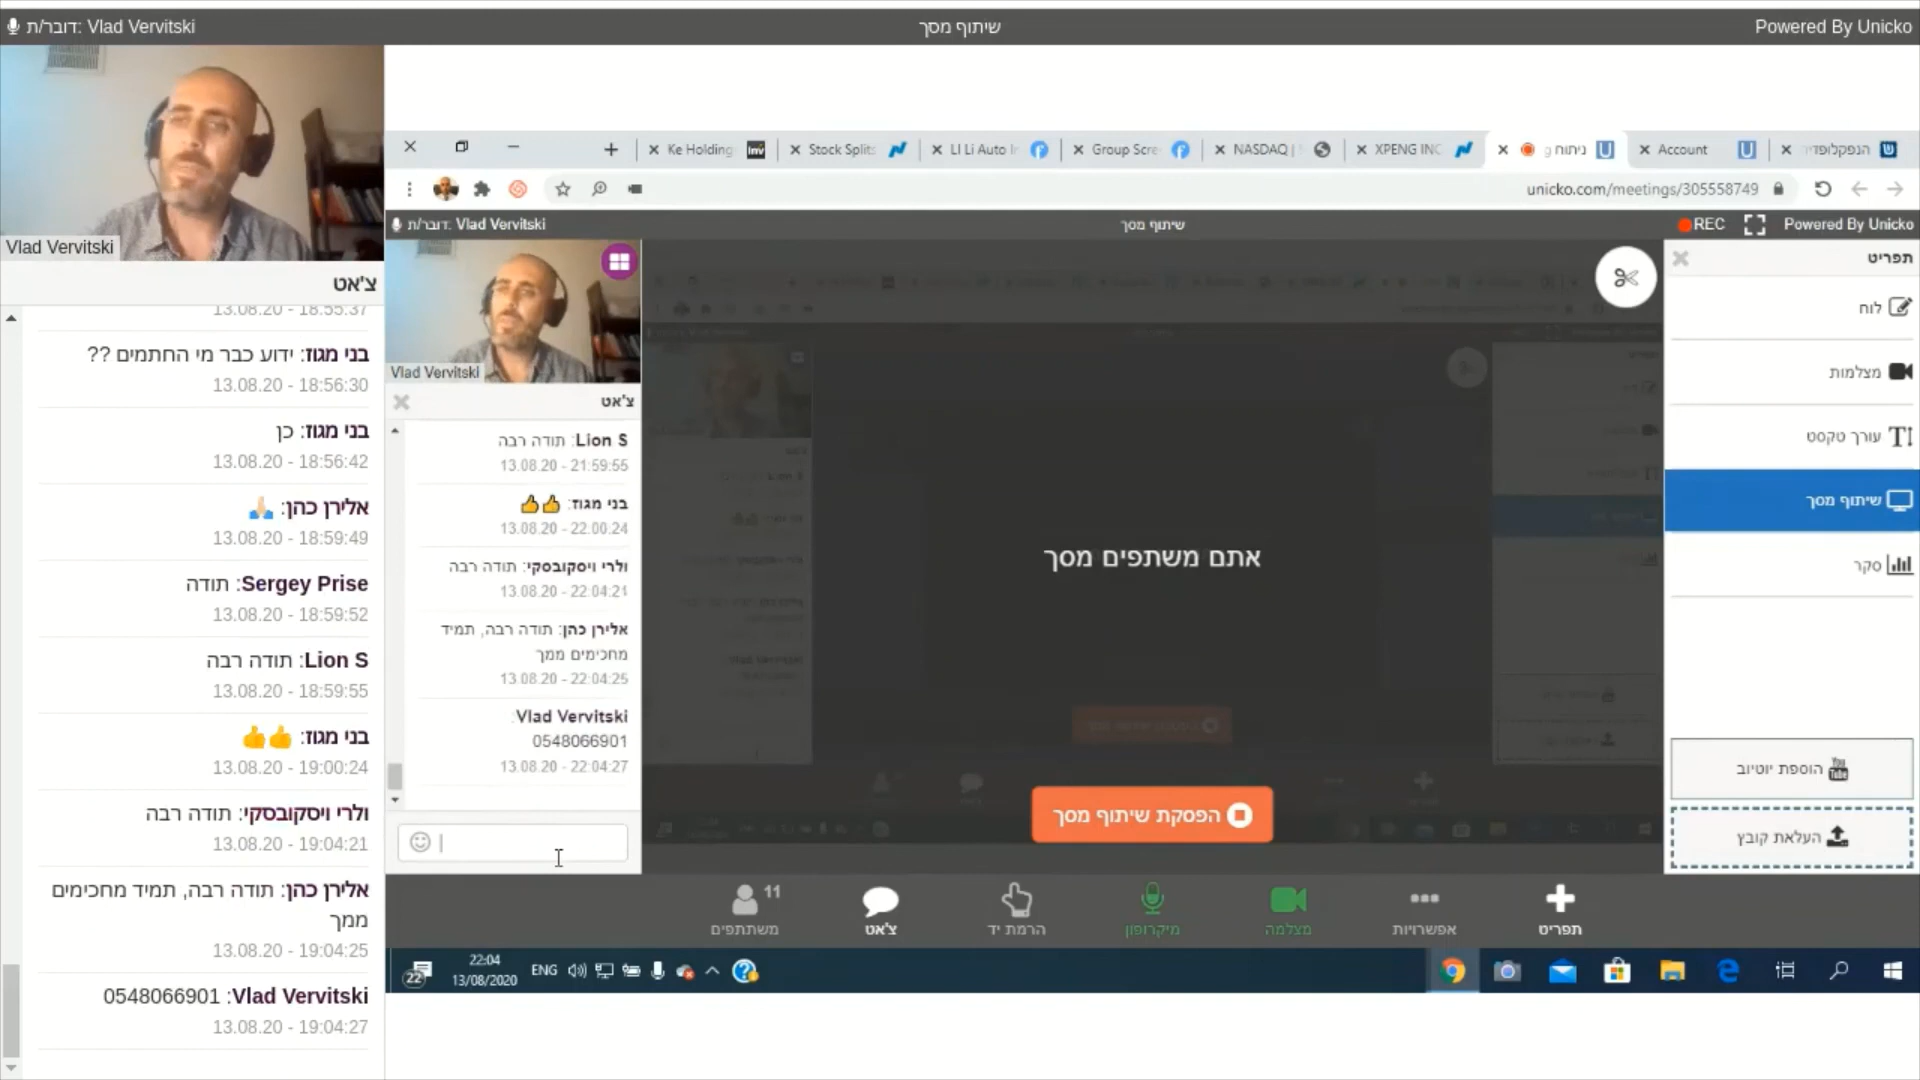 דובר/ת: Vlad Vervitski
שיתוף מסך
Powered By Unicko
Vlad Vervitski
צ'אט
13.08.20 - 18:55:37
בני מגוז: ידוע כבר מי החתמים ??
13.08.20 - 18:56:30
בני מגוז: כן
13.08.20 - 18:56:42
אלירן כהן: 🙏🏻
13.08.20 - 18:59:49
Sergey Prise: תודה
13.08.20 - 18:59:52
Lion S: תודה רבה
13.08.20 - 18:59:55
בני מגוז: 👍👍
13.08.20 - 19:00:24
ולרי ויסקובסקי: תודה רבה
13.08.20 - 19:04:21
אלירן כהן: תודה רבה, תמיד מחכימים
ממך
13.08.20 - 19:04:25
Vlad Vervitski: 0548066901
13.08.20 - 19:04:27
Ke Holding
Stock Split
LI Li Auto I
Group Scre
NASDAQ |
XPENG INC
ניתוח
Account
הנפקלופדי
unicko.com/meetings/305558749
דובר/ת: Vlad Vervitski
שיתוף מסך
REC
Powered By Unicko
Vlad Vervitski
צ'אט
Lion S: תודה רבה
13.08.20 - 21:59:55
בני מגוז: 👍👍
13.08.20 - 22:00:24
ולרי ויסקובסקי: תודה רבה
13.08.20 - 22:04:21
אלירן כהן: תודה רבה, תמיד
מחכימים ממך
13.08.20 - 22:04:25
Vlad Vervitski:
0548066901
13.08.20 - 22:04:27
אתם משתפים מסך
הפסקת שיתוף מסך
תפריט
לוח
מצלמות
עורך טקסט
שיתוף מסך
סקר
הוספת יוטיוב
You Tube
העלאת קובץ
משתתפים
11
צ'אט
הרמת יד
מיקרופון
מצלמה
אפשרויות
תפריט
22
22:04
13/08/2020
ENG